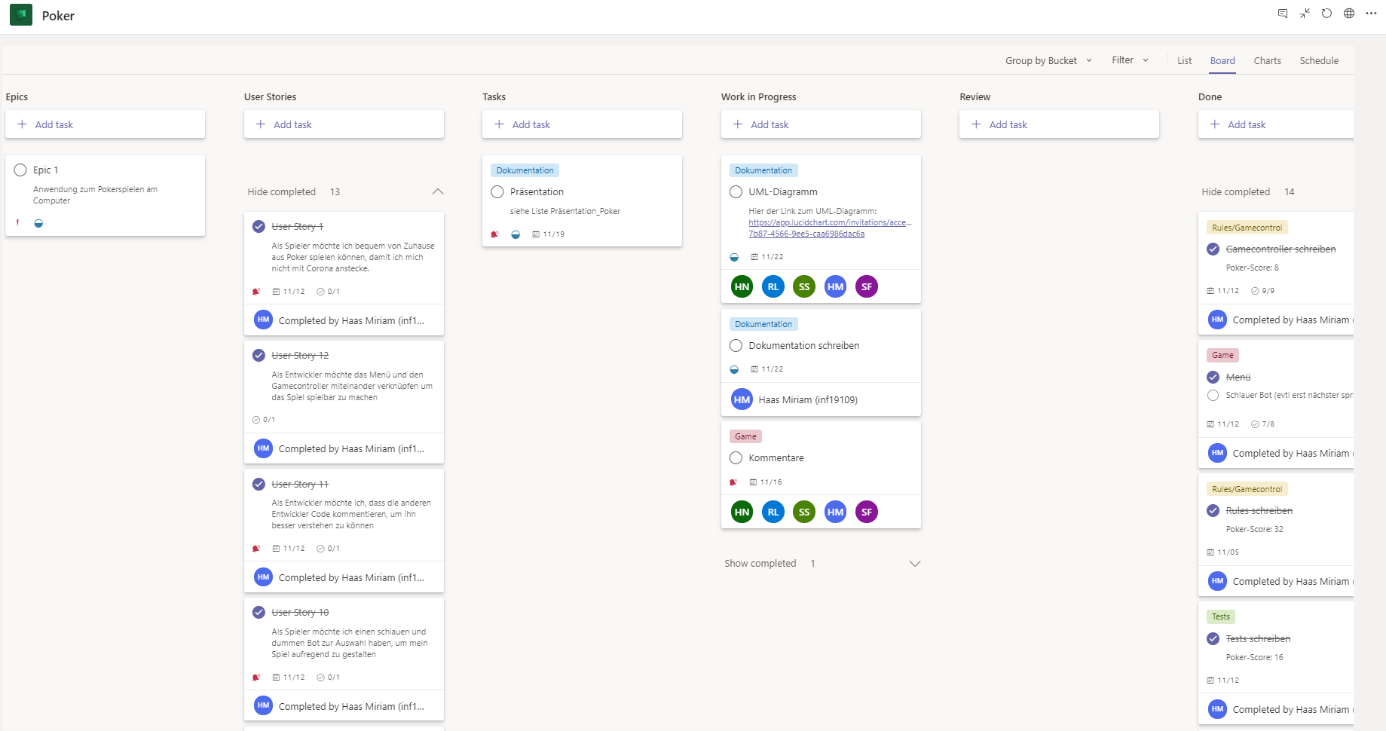 Poker
Group by Bucket
Filter
List
Board
Charts
Schedule
Epics
Add task
Epic 1
Anwendung zum Pokerspielen am
Computer
User Stories
Add task
Hide completed 13
User Story 1
Als Spieler möchte ich bequem von Zuhause
aus Poker spielen können, damit ich mich
nicht mit Corona anstecke.
11/12 0/1
HM Completed by Haas Miriam (inf1...
User Story 12
Als Entwickler möchte das Menü und den
Gamecontroller miteinander verknüpfen um
das Spiel spielbar zu machen
0/1
HM Completed by Haas Miriam (inf1...
User Story 11
Als Entwickler möchte ich, dass die anderen
Entwickler Code kommentieren, um ihn
besser verstehen zu können
11/12 0/1
HM Completed by Haas Miriam (inf1...
User Story 10
Als Spieler möchte ich einen schlauen und
dummen Bot zur Auswahl haben, um mein
Spiel aufregend zu gestalten
11/12 0/1
HM Completed by Haas Miriam (inf1...
Tasks
Add task
Dokumentation
Präsentation
siehe Liste Präsentation_Poker
11/19
Work in Progress
Add task
Dokumentation
UML-Diagramm
Hier der Link zum UML-Diagramm:
https://app.lucidchart.com/invitations/acce...
7b87-4566-9ee5-caa6986dac6a
11/22
HN RL SS HM SF
Dokumentation
Dokumentation schreiben
11/22
HM Haas Miriam (inf19109)
Game
Kommentare
11/16
HN RL SS HM SF
Show completed 1
Review
Add task
Done
Add task
Hide completed 14
Rules/Gamecontrol
Gamecontroller schreiben
Poker-Score: 8
11/12 9/9
HM Completed by Haas Miriam (
Game
Menü
Schlauer Bot (evtl erst nächster spr
11/12 7/8
HM Completed by Haas Miriam (
Rules/Gamecontrol
Rules schreiben
Poker-Score: 32
11/05
HM Completed by Haas Miriam (
Tests
Tests schreiben
Poker-Score: 16
11/12
HM Completed by Haas Miriam (